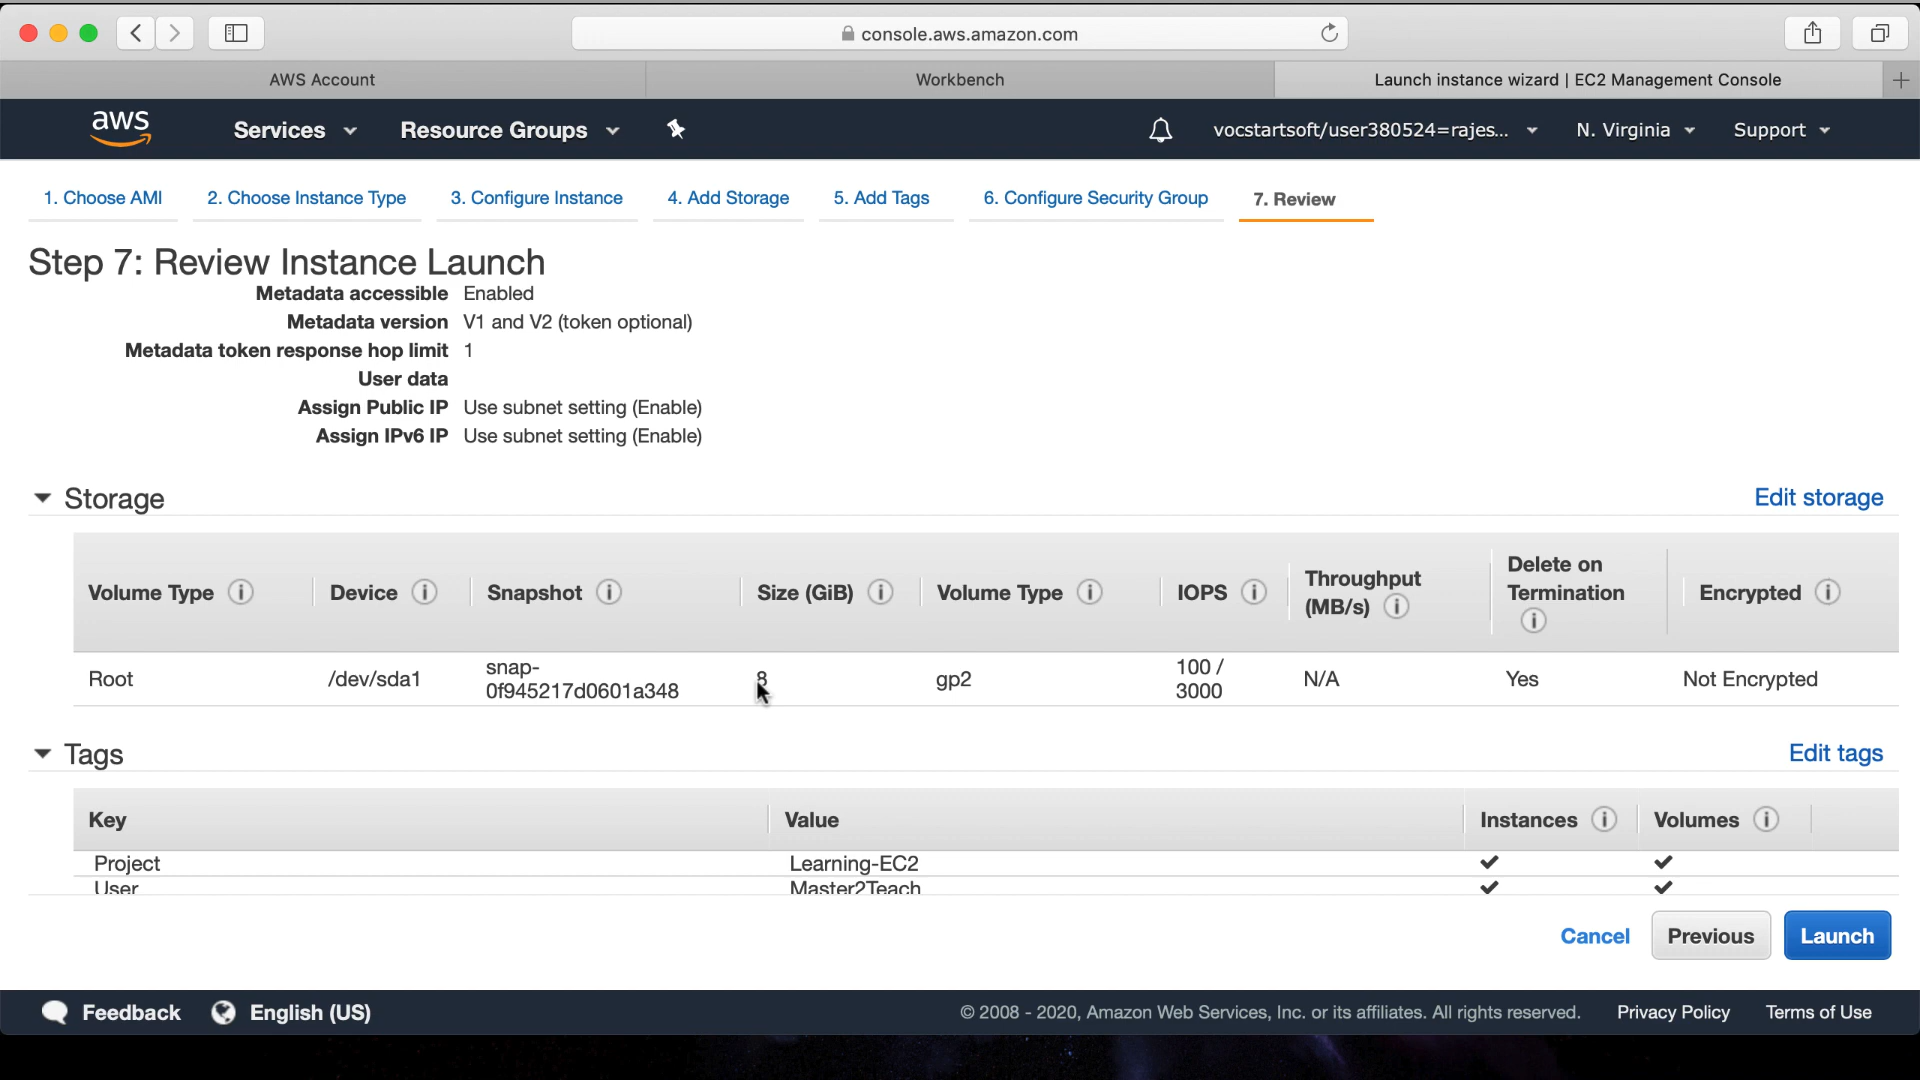 console.aws.amazon.com
AWS Account
Workbench
Launch instance wizard | EC2 Management Console
aws
Services
Resource Groups
vocstartsoft/user380524=rajes...
N. Virginia
Support
1. Choose AMI
2. Choose Instance Type
3. Configure Instance
4. Add Storage
5. Add Tags
6. Configure Security Group
7. Review
Step 7: Review Instance Launch
Metadata accessible Enabled
Metadata version V1 and V2 (token optional)
Metadata token response hop limit 1
User data
Assign Public IP Use subnet setting (Enable)
Assign IPv6 IP Use subnet setting (Enable)
Storage
Edit storage
Volume Type
Device
Snapshot
Size (GiB)
Volume Type
IOPS
Throughput
(MB/s)
Delete on
Termination
Encrypted
Root
/dev/sda1
snap-
0f945217d0601a348
8
gp2
100 /
3000
N/A
Yes
Not Encrypted
Tags
Edit tags
Key
Value
Instances
Volumes
Project
Learning-EC2
User
Master2Teach
Cancel
Previous
Launch
Feedback
English (US)
© 2008 - 2020, Amazon Web Services, Inc. or its affiliates. All rights reserved.
Privacy Policy
Terms of Use